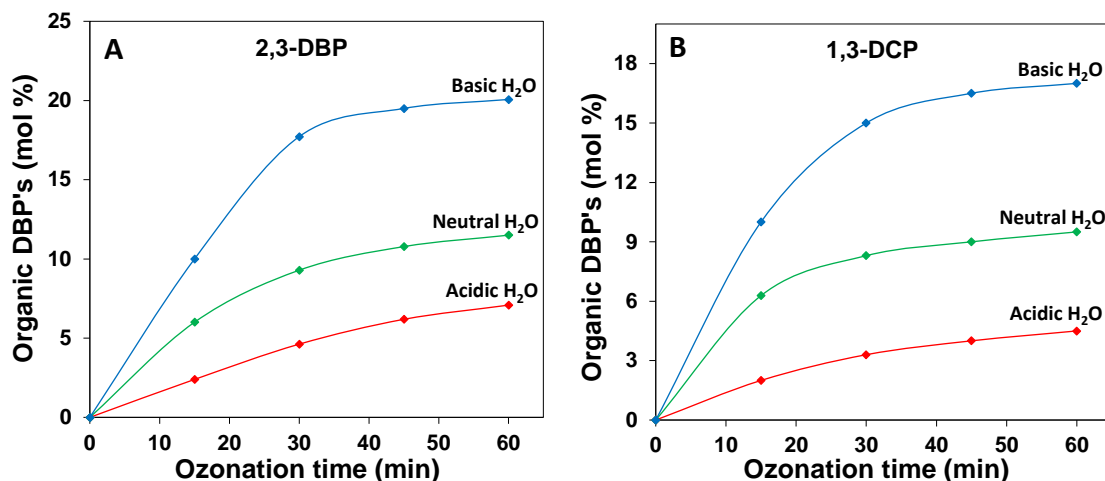 A
2,3-DBP
Organic DBP's (mol %)
25
20
15
10
5
0
Basic H₂O
Neutral H₂O
Acidic H₂O
0 10 20 30 40 50 60
Ozonation time (min)
B
1,3-DCP
Organic DBP's (mol %)
18
15
12
9
6
3
0
Basic H₂O
Neutral H₂O
Acidic H₂O
0 10 20 30 40 50 60
Ozonation time (min)